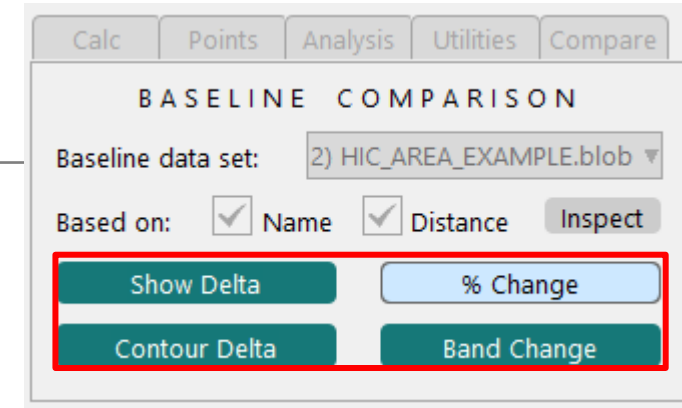 Calc Points Analysis Utilities Compare
BASELINE COMPARISON
Baseline data set: 2) HIC_AREA_EXAMPLE.blob
Based on: Name Distance Inspect
Show Delta % Change
Contour Delta Band Change